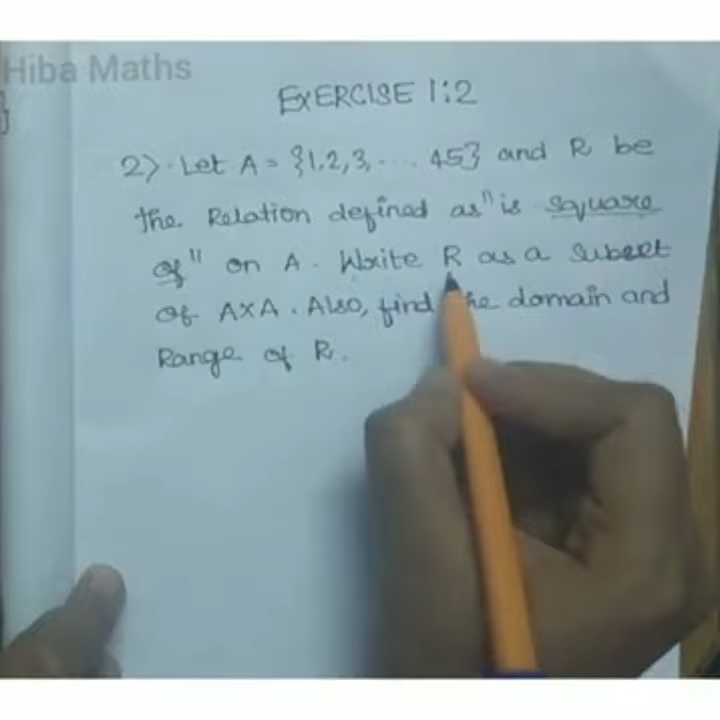 Hiba Maths
}
EXERCISE 1:2
2) Let A = {1,2,3, .... 45} and R be
the Relation defined as "is square
of" on A. Write R as a Subset
of A×A. Also, find the domain and
Range of R.